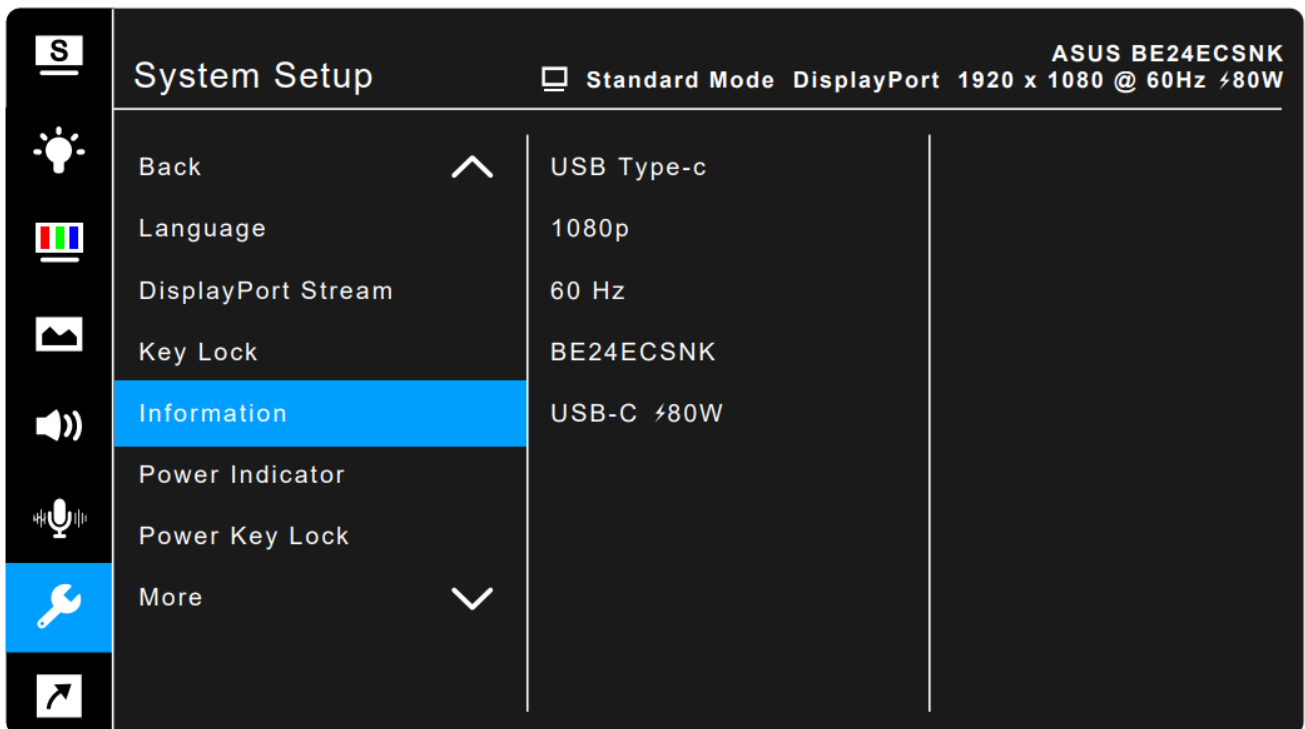 S
System Setup
ASUS BE24ECSNK
Standard Mode DisplayPort 1920 x 1080 @ 60Hz ⚡80W
Back
Language
DisplayPort Stream
Key Lock
Information
Power Indicator
Power Key Lock
More
USB Type-c
1080p
60 Hz
BE24ECSNK
USB-C ⚡80W